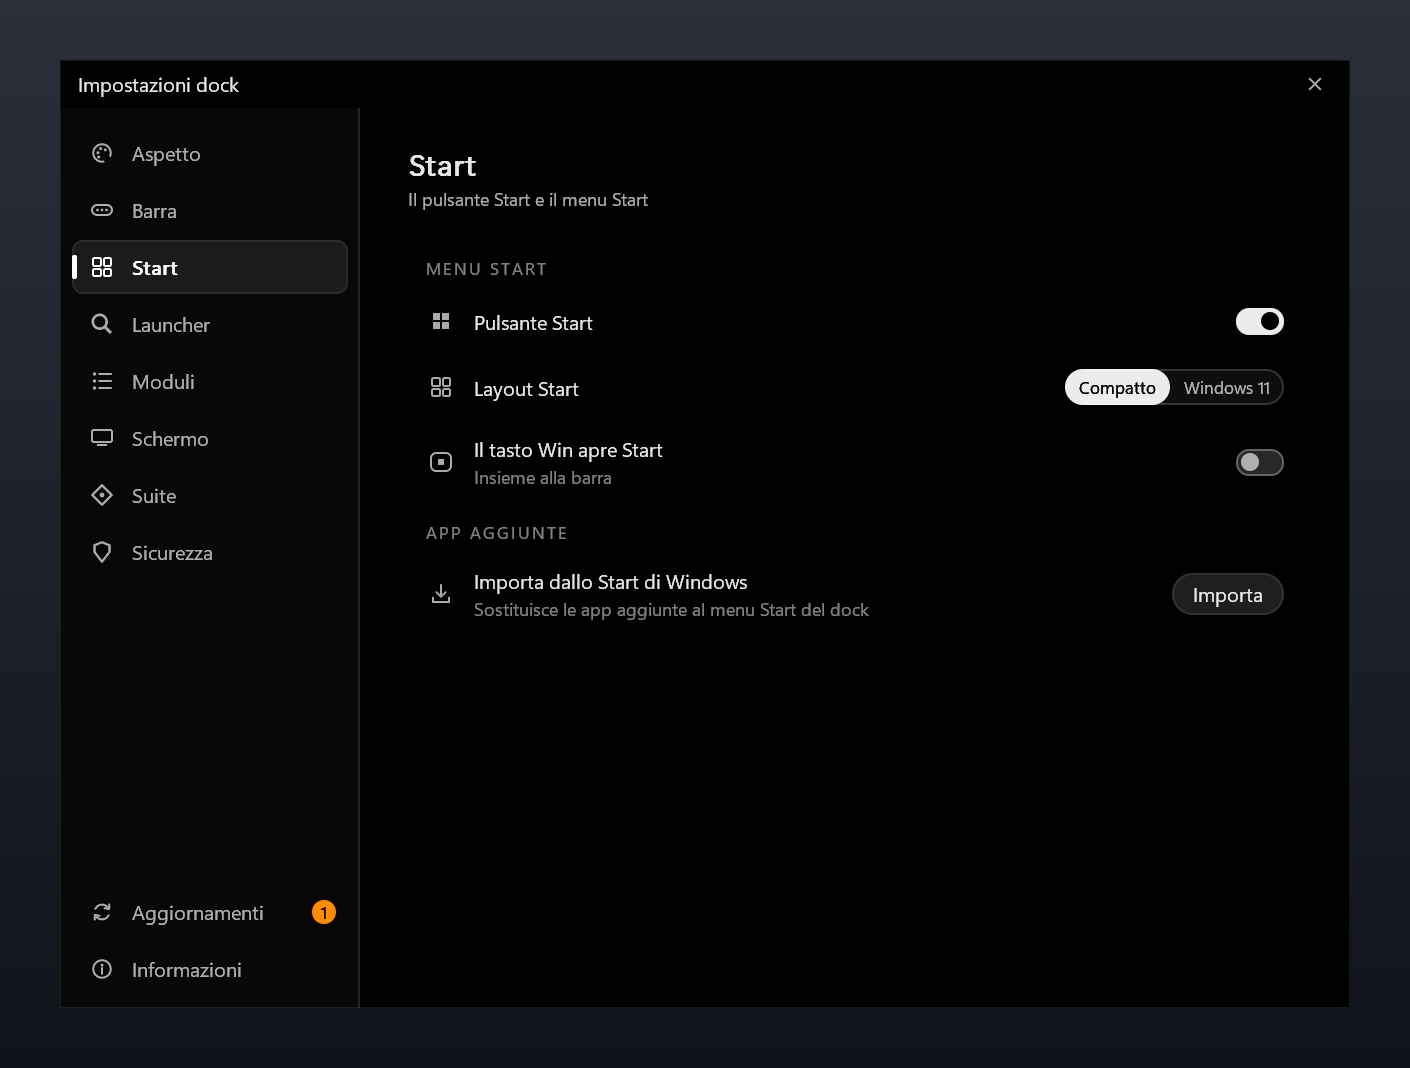 Impostazioni dock
Aspetto
Barra
Start
Launcher
Moduli
Schermo
Suite
Sicurezza
Aggiornamenti 1
Informazioni
Start
Il pulsante Start e il menu Start
MENU START
Pulsante Start
Layout Start Compatto Windows 11
Il tasto Win apre Start
Insieme alla barra
APP AGGIUNTE
Importa dallo Start di Windows
Sostituisce le app aggiunte al menu Start del dock
Importa